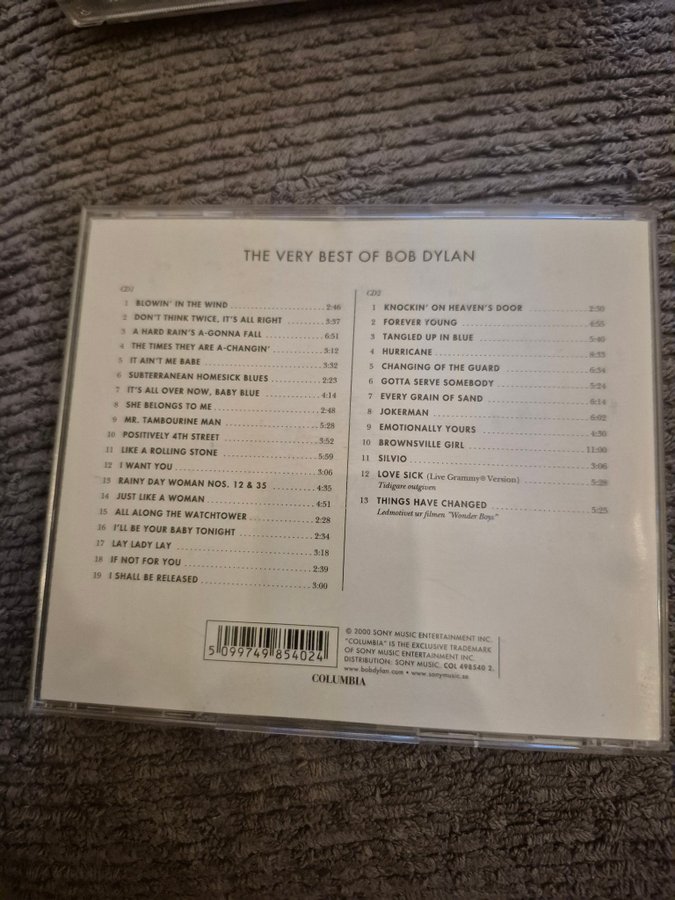 THE VERY BEST OF BOB DYLAN
CD1
1 BLOWIN' IN THE WIND 2:46
2 DON'T THINK TWICE, IT'S ALL RIGHT 3:37
3 A HARD RAIN'S A-GONNA FALL 6:51
4 THE TIMES THEY ARE A-CHANGIN' 3:12
5 IT AIN'T ME BABE 3:32
6 SUBTERRANEAN HOMESICK BLUES 2:23
7 IT'S ALL OVER NOW, BABY BLUE 4:14
8 SHE BELONGS TO ME 2:48
9 MR. TAMBOURINE MAN 5:28
10 POSITIVELY 4TH STREET 3:52
11 LIKE A ROLLING STONE 5:59
12 I WANT YOU 3:06
13 RAINY DAY WOMAN NOS. 12 & 35 4:35
14 JUST LIKE A WOMAN 4:51
15 ALL ALONG THE WATCHTOWER 2:28
16 I'LL BE YOUR BABY TONIGHT 2:34
17 LAY LADY LAY 3:18
18 IF NOT FOR YOU 2:39
19 I SHALL BE RELEASED 3:00
CD2
1 KNOCKIN' ON HEAVEN'S DOOR 2:30
2 FOREVER YOUNG 4:55
3 TANGLED UP IN BLUE 5:40
4 HURRICANE 8:33
5 CHANGING OF THE GUARD 6:34
6 GOTTA SERVE SOMEBODY 5:24
7 EVERY GRAIN OF SAND 6:14
8 JOKERMAN 6:02
9 EMOTIONALLY YOURS 4:30
10 BROWNSVILLE GIRL 11:00
11 SILVIO 3:06
12 LOVE SICK (Live Grammy® Version) 5:28
Tidigare outgiven
13 THINGS HAVE CHANGED 5:25
Ledmotivet ur filmen "Wonder Boys"
5 099749 854024
© 2000 SONY MUSIC ENTERTAINMENT INC.
"COLUMBIA" IS THE EXCLUSIVE TRADEMARK
OF SONY MUSIC ENTERTAINMENT INC.
DISTRIBUTION: SONY MUSIC. COL 498540 2.
www.bobdylan.com • www.sonymusic.se
COLUMBIA